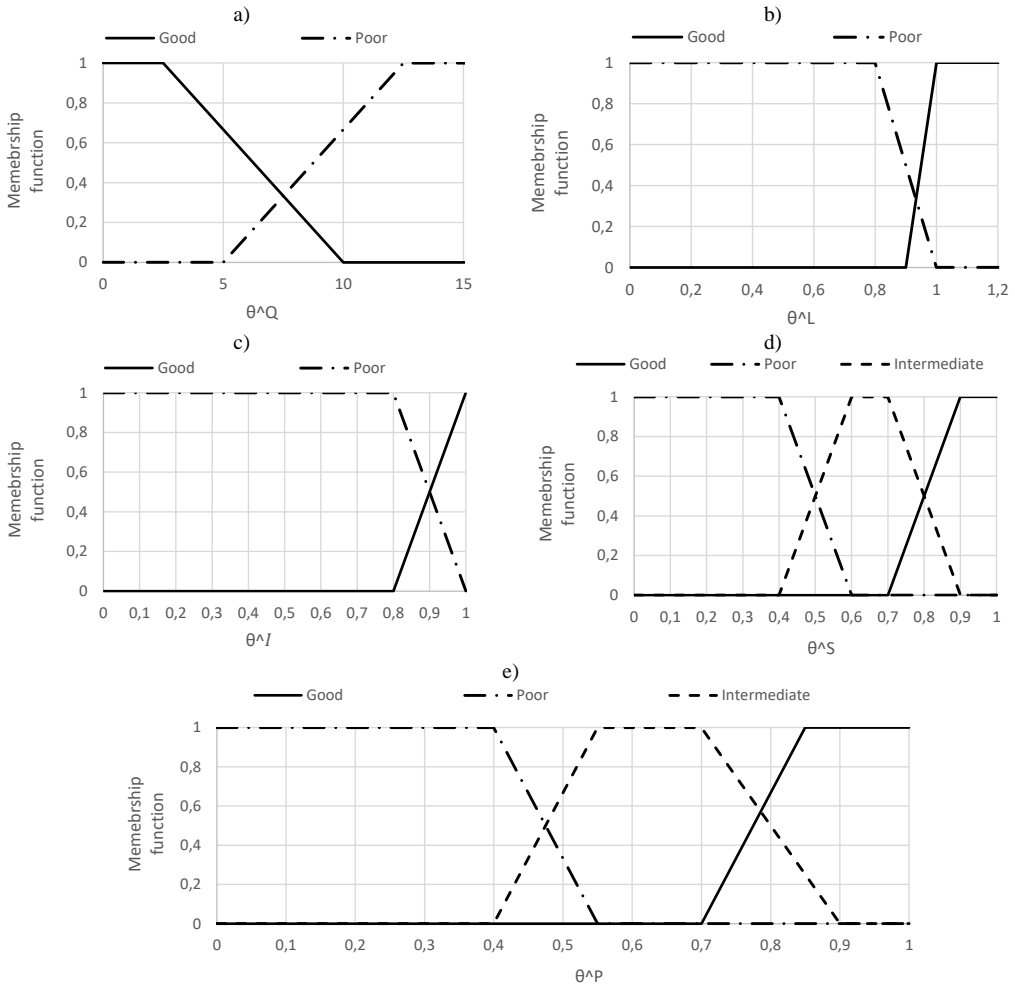 a)
Good Poor
1
0,8
0,6
0,4
0,2
0
0 5 10 15
Memebrship
function
θ^Q
b)
Good Poor
1
0,8
0,6
0,4
0,2
0
0 0,2 0,4 0,6 0,8 1 1,2
Memebrship
function
θ^L
c)
Good Poor
1
0,8
0,6
0,4
0,2
0
0 0,1 0,2 0,3 0,4 0,5 0,6 0,7 0,8 0,9 1
Memebrship
function
θ^I
d)
Good Poor Intermediate
1
0,8
0,6
0,4
0,2
0
0 0,1 0,2 0,3 0,4 0,5 0,6 0,7 0,8 0,9 1
Memebrship
function
θ^S
e)
Good Poor Intermediate
1
0,8
0,6
0,4
0,2
0
0 0,1 0,2 0,3 0,4 0,5 0,6 0,7 0,8 0,9 1
Memebrship
function
θ^P